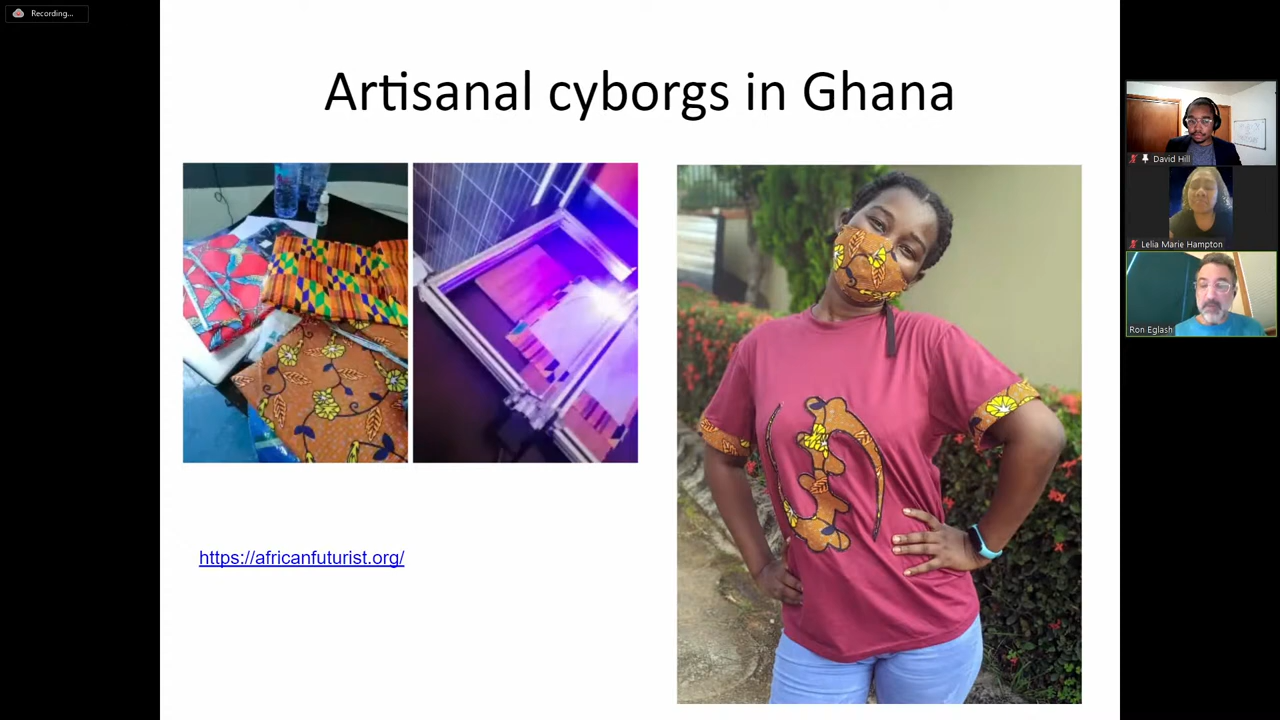 Recording...
Artisanal cyborgs in Ghana
https://africanfuturist.org/
David Hill
Lelia Marie Hampton
Ron Eglash